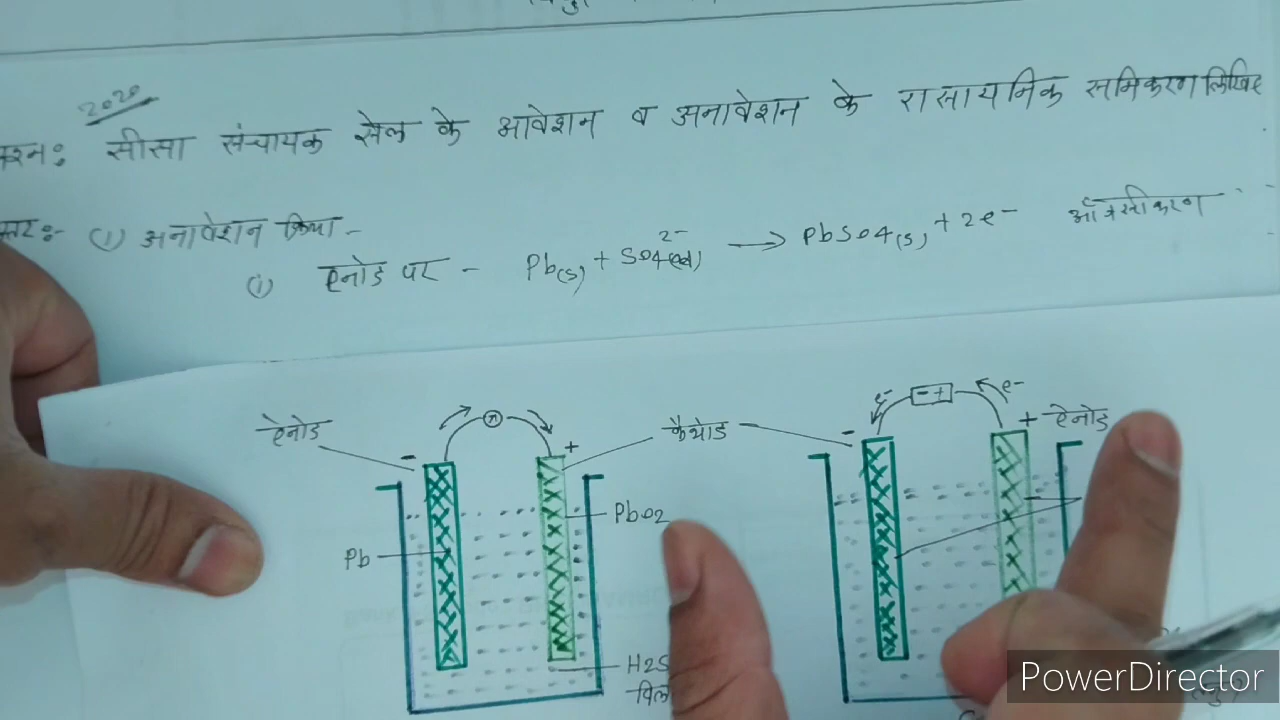 2020
प्रश्नः सीसा संचायक सेल के आवेशन व अनावेशन के रासायनिक समिकरण लिखिए
उत्तरः- (1) अनावेशन क्रिया -
(i) ऐनोड पर - Pb(s) + SO4(aq)2- → PbSO4(s) + 2e- ऑक्सीकरण
e- - + e-
ऐनोड - + कैथोड - + ऐनोड
PbO2
Pb
H2S
PowerDirector